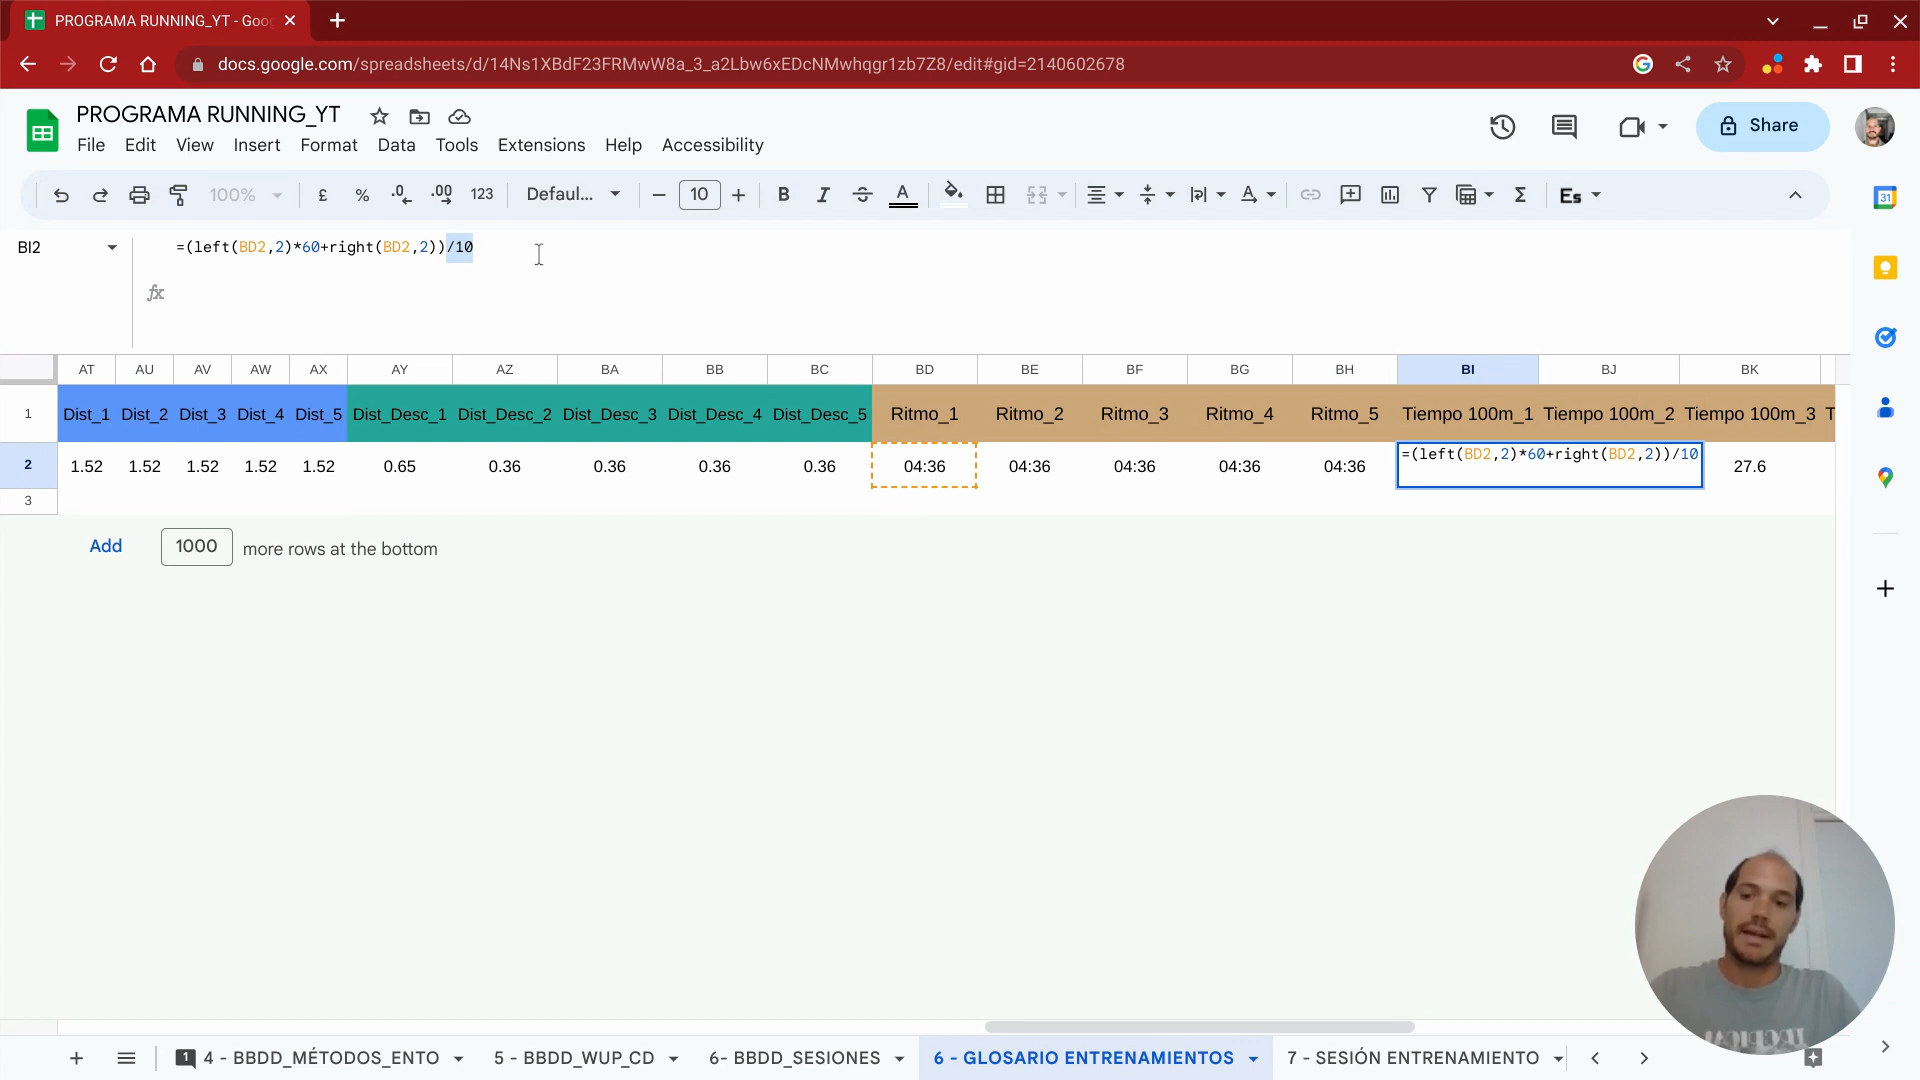 PROGRAMA RUNNING_YT - Goo
docs.google.com/spreadsheets/d/14Ns1XBdF23FRMwW8a_3_a2Lbw6xEDcNMwhqgr1zb7Z8/edit#gid=2140602678
PROGRAMA RUNNING_YT
File Edit View Insert Format Data Tools Extensions Help Accessibility
Share
100% £ % .0 .00 123 Defaul... 10 B I S A Σ Es
31
BI2
=(left(BD2,2)*60+right(BD2,2))/10
fx
AT AU AV AW AX AY AZ BA BB BC BD BE BF BG BH BI BJ BK
1 Dist_1 Dist_2 Dist_3 Dist_4 Dist_5 Dist_Desc_1 Dist_Desc_2 Dist_Desc_3 Dist_Desc_4 Dist_Desc_5 Ritmo_1 Ritmo_2 Ritmo_3 Ritmo_4 Ritmo_5 Tiempo 100m_1 Tiempo 100m_2 Tiempo 100m_3 T
2 1.52 1.52 1.52 1.52 1.52 0.65 0.36 0.36 0.36 0.36 04:36 04:36 04:36 04:36 04:36 =(left(BD2,2)*60+right(BD2,2))/10 27.6
3
Add 1000 more rows at the bottom
1 4 - BBDD_MÉTODOS_ENTO 5 - BBDD_WUP_CD 6- BBDD_SESIONES 6 - GLOSARIO ENTRENAMIENTOS 7 - SESIÓN ENTRENAMIENTO